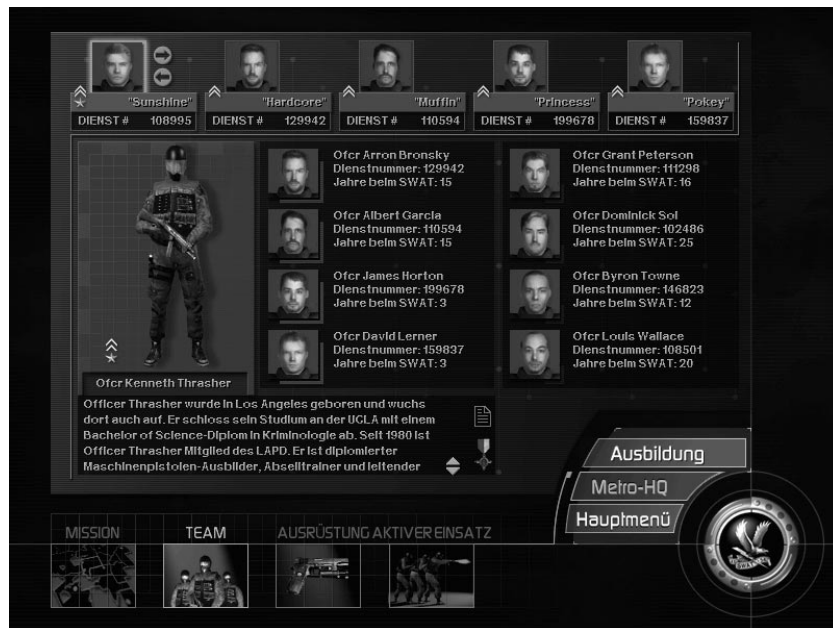 "Sunshine"
DIENST # 108995
"Hardcore"
DIENST # 129942
"Muffin"
DIENST # 110594
"Princess"
DIENST # 199678
"Pokey"
DIENST # 159837
Ofcr Kenneth Thrasher
Ofcr Arron Bronsky
Dienstnummer: 129942
Jahre beim SWAT: 15
Ofcr Albert Garcia
Dienstnummer: 110594
Jahre beim SWAT: 15
Ofcr James Horton
Dienstnummer: 199678
Jahre beim SWAT: 3
Ofcr David Lerner
Dienstnummer: 159837
Jahre beim SWAT: 3
Ofcr Grant Peterson
Dienstnummer: 111298
Jahre beim SWAT: 16
Ofcr Dominick Sol
Dienstnummer: 102486
Jahre beim SWAT: 25
Ofcr Byron Towne
Dienstnummer: 146823
Jahre beim SWAT: 12
Ofcr Louis Wallace
Dienstnummer: 108501
Jahre beim SWAT: 20
Officer Thrasher wurde in Los Angeles geboren und wuchs
dort auch auf. Er schloss sein Studium an der UCLA mit einem
Bachelor of Science-Diplom in Kriminologie ab. Seit 1980 ist
Officer Thrasher Mitglied des LAPD. Er ist diplomierter
Maschinenpistolen-Ausbilder, Abseiltrainer und leitender
Ausbildung
Metro-HQ
Hauptmenü
MISSION
TEAM
AUSRÜSTUNG
AKTIVER EINSATZ
SWAT